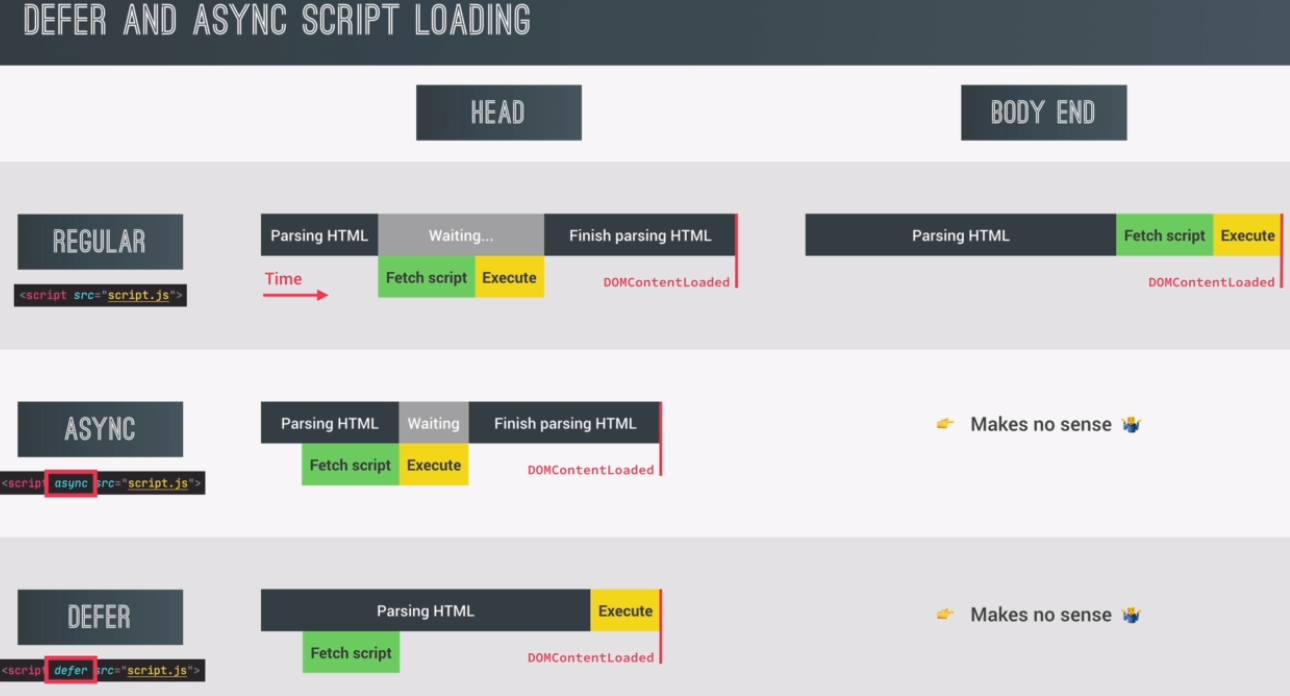 DEFER AND ASYNC SCRIPT LOADING
HEAD
BODY END
REGULAR
<script src="script.js">
Parsing HTML
Waiting...
Finish parsing HTML
Time
Fetch script
Execute
DOMContentLoaded
Parsing HTML
Fetch script
Execute
DOMContentLoaded
ASYNC
<script async src="script.js">
Parsing HTML
Waiting
Finish parsing HTML
Fetch script
Execute
DOMContentLoaded
👉 Makes no sense 🤷‍♂️
DEFER
<script defer src="script.js">
Parsing HTML
Execute
Fetch script
DOMContentLoaded
👉 Makes no sense 🤷‍♂️